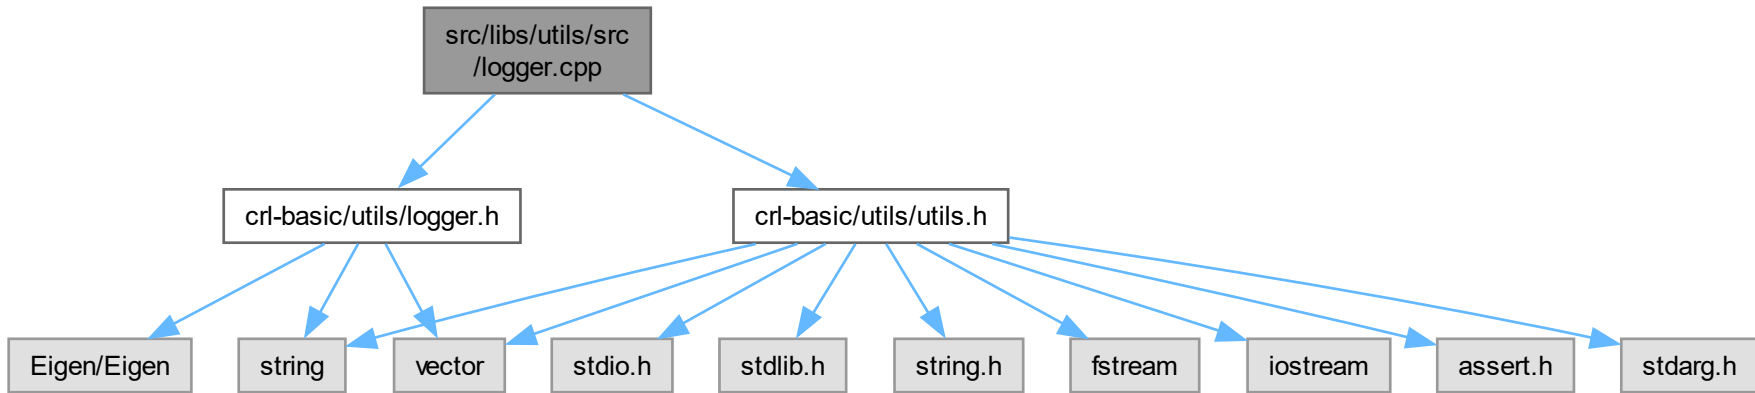 src/libs/utils/src
/logger.cpp
crl-basic/utils/logger.h
crl-basic/utils/utils.h
Eigen/Eigen
string
vector
stdio.h
stdlib.h
string.h
fstream
iostream
assert.h
stdarg.h